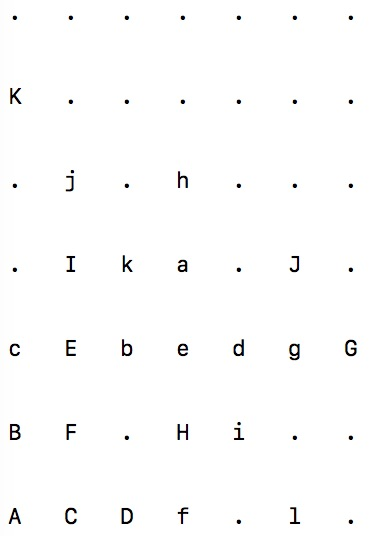 . . . . . . .
K . . . . . .
. j . h . . .
. I k a . J .
c E b e d g G
B F . H i . .
A C D f . l .